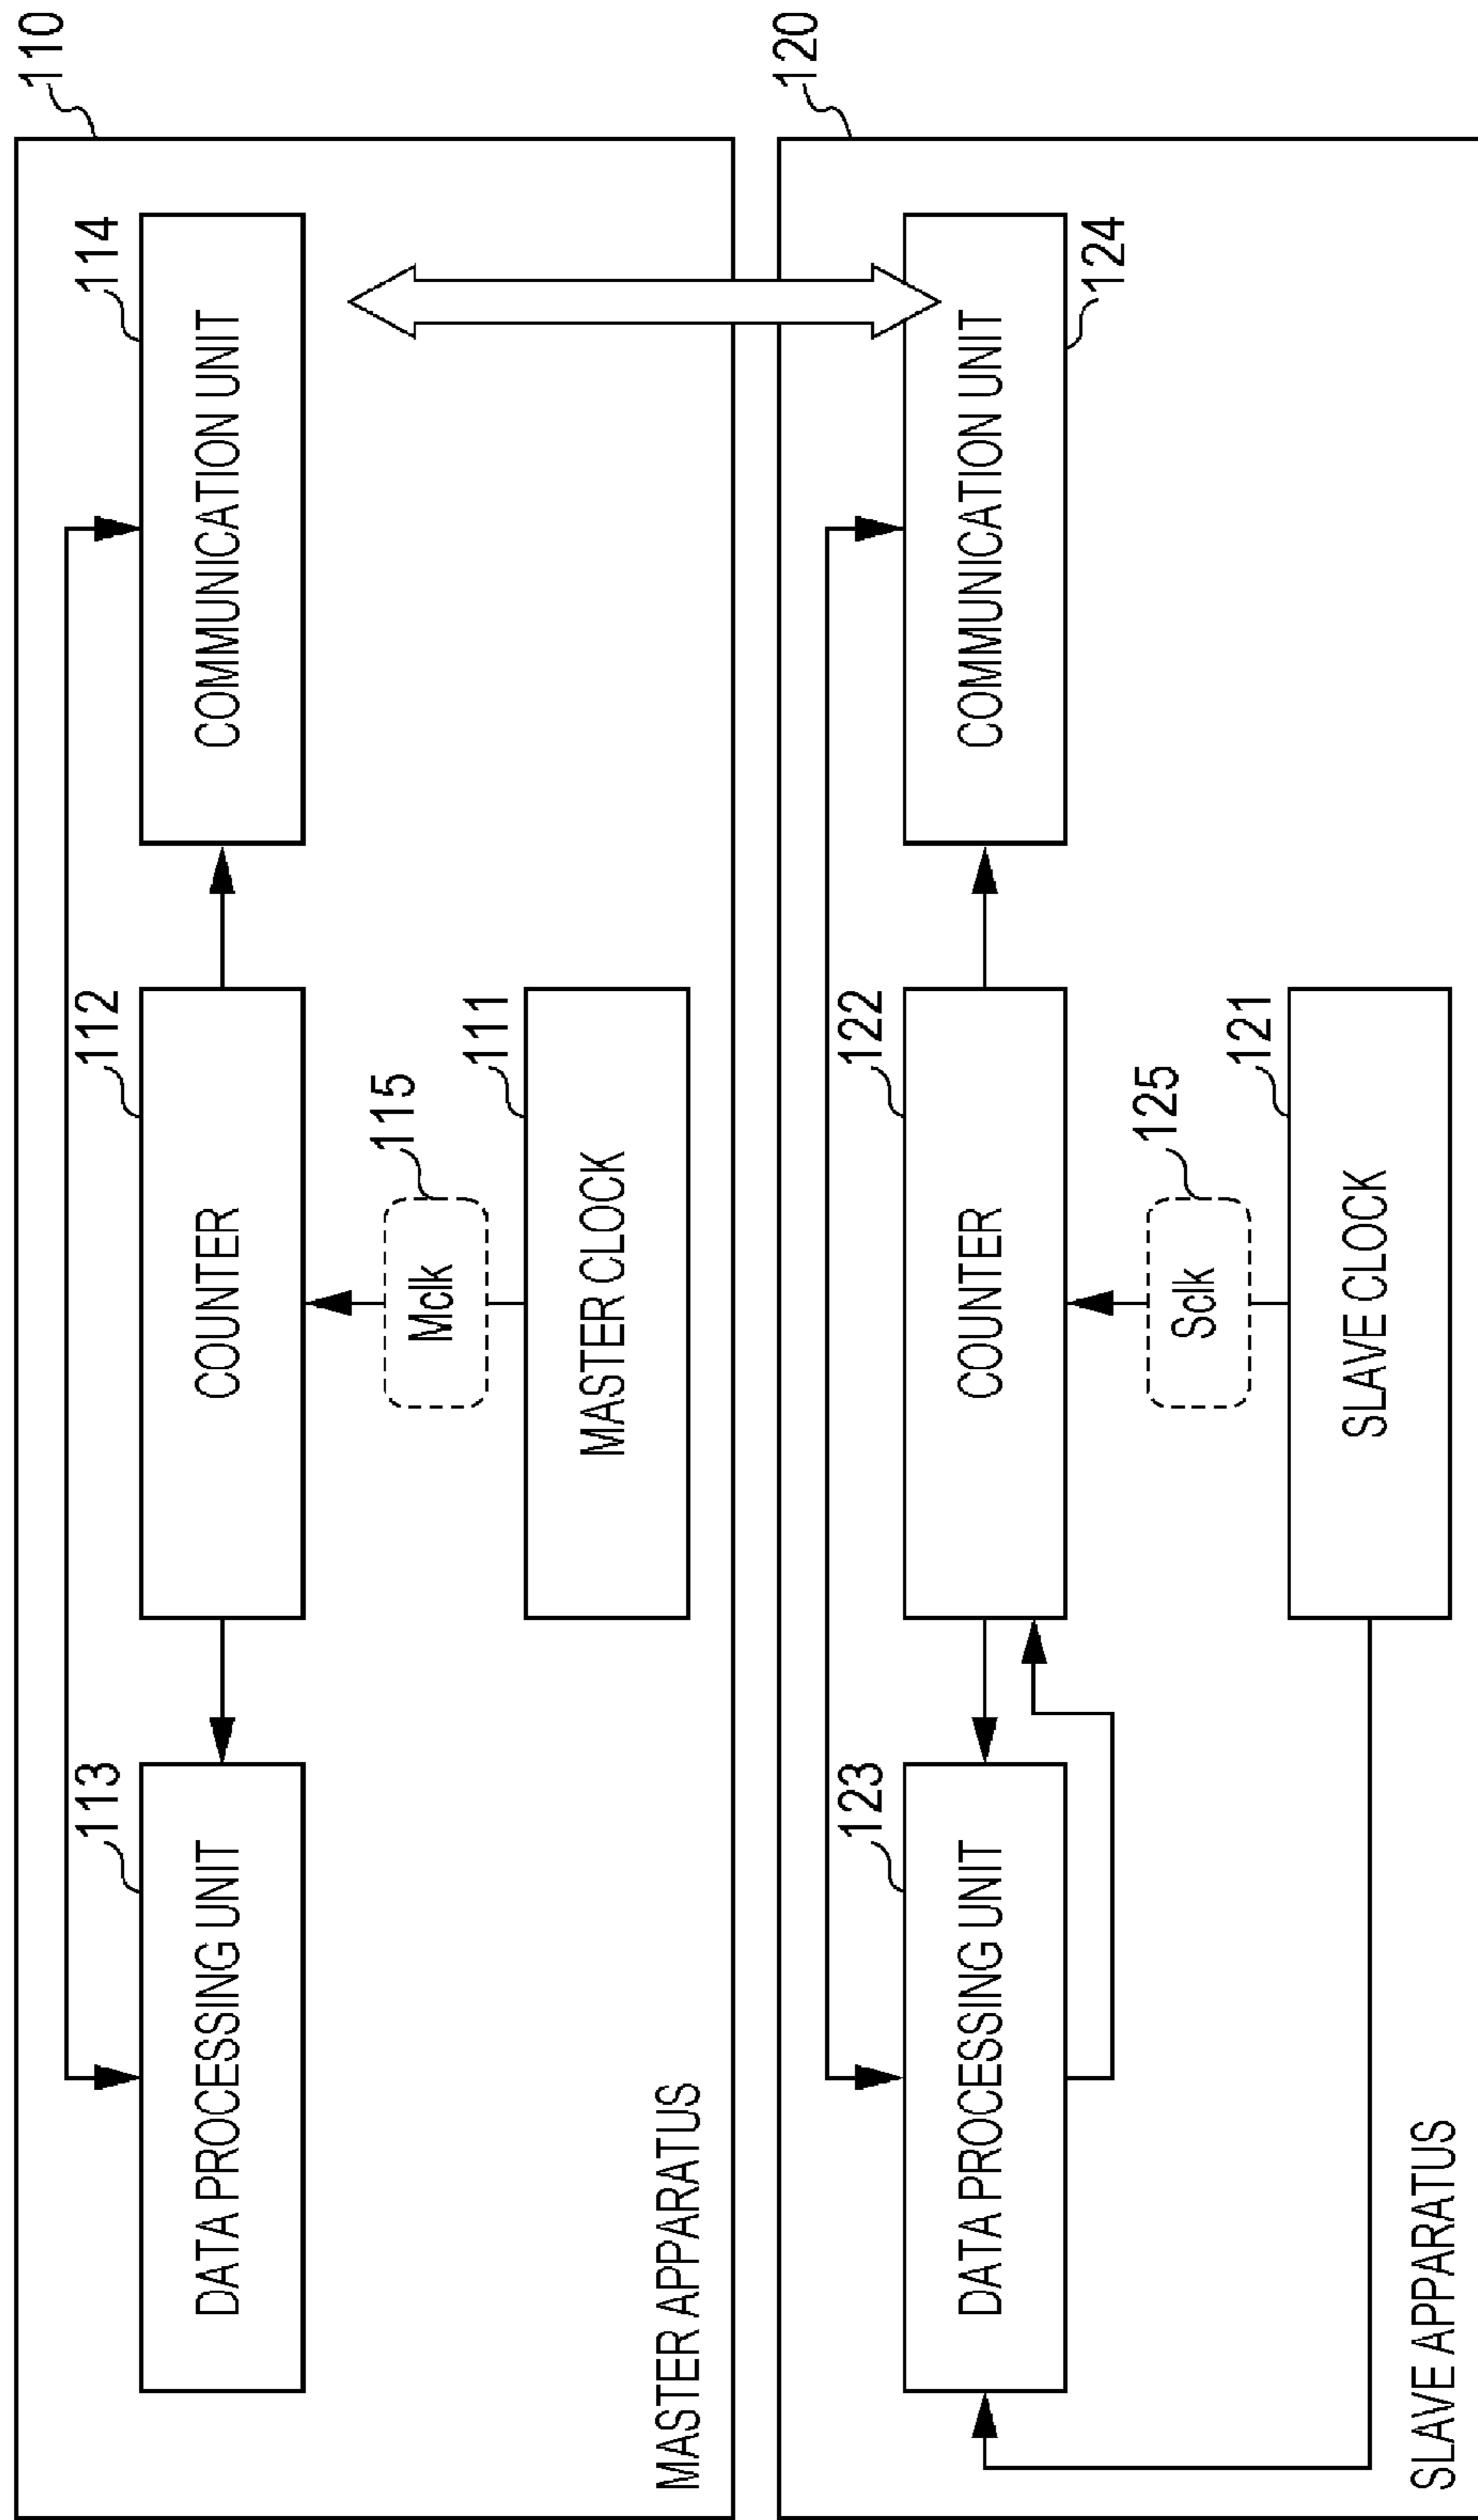 110
MASTER APPARATUS
113
DATA PROCESSING UNIT
112
COUNTER
114
COMMUNICATION UNIT
115
Mclk
111
MASTER CLOCK
120
SLAVE APPARATUS
123
DATA PROCESSING UNIT
122
COUNTER
124
COMMUNICATION UNIT
125
Sclk
121
SLAVE CLOCK